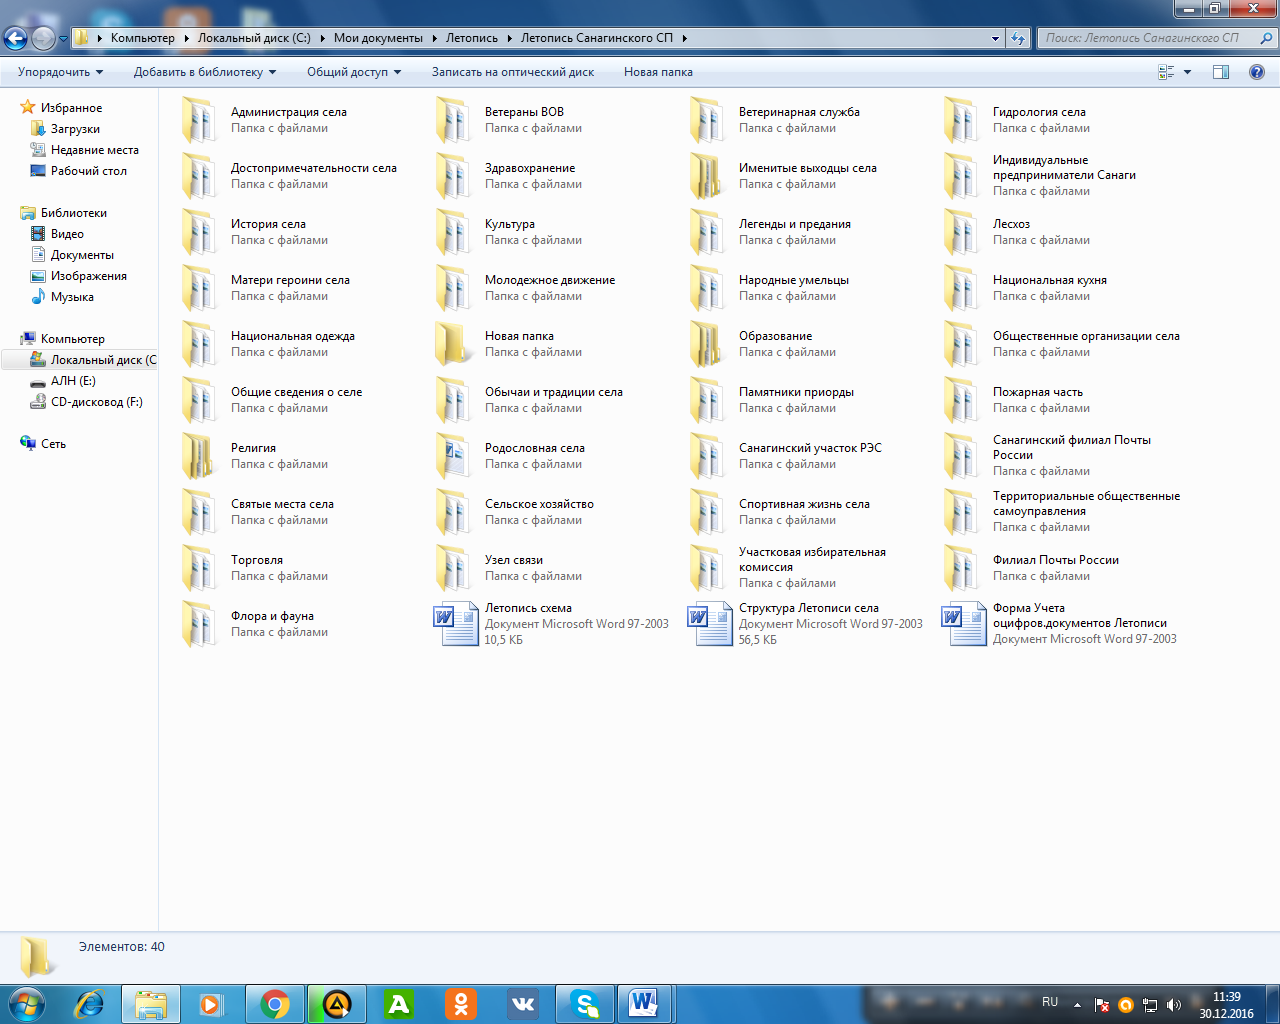 Компьютер
Локальный диск (C:)
Мои документы
Летопись
Летопись Санагинского СП
Поиск: Летопись Санагинского СП
Упорядочить
Добавить в библиотеку
Общий доступ
Записать на оптический диск
Новая папка
Избранное
Загрузки
Недавние места
Рабочий стол
Библиотеки
Видео
Документы
Изображения
Музыка
Компьютер
Локальный диск (C
АЛН (E:)
CD-дисковод (F:)
Сеть
Администрация села
Папка с файлами
Ветераны ВОВ
Папка с файлами
Ветеринарная служба
Папка с файлами
Гидрология села
Папка с файлами
Достопримечательности села
Папка с файлами
Здравохранение
Папка с файлами
Именитые выходцы села
Папка с файлами
Индивидуальные
предприниматели Санаги
Папка с файлами
История села
Папка с файлами
Культура
Папка с файлами
Легенды и предания
Папка с файлами
Лесхоз
Папка с файлами
Матери героини села
Папка с файлами
Молодежное движение
Папка с файлами
Народные умельцы
Папка с файлами
Национальная кухня
Папка с файлами
Национальная одежда
Папка с файлами
Новая папка
Папка с файлами
Образование
Папка с файлами
Общественные организации села
Папка с файлами
Общие сведения о селе
Папка с файлами
Обычаи и традиции села
Папка с файлами
Памятники приорды
Папка с файлами
Пожарная часть
Папка с файлами
Религия
Папка с файлами
Родословная села
Папка с файлами
Санагинский участок РЭС
Папка с файлами
Санагинский филиал Почты
России
Папка с файлами
Святые места села
Папка с файлами
Сельское хозяйство
Папка с файлами
Спортивная жизнь села
Папка с файлами
Территориальные общественные
самоуправления
Папка с файлами
Торговля
Папка с файлами
Узел связи
Папка с файлами
Участковая избирательная
комиссия
Папка с файлами
Филиал Почты России
Папка с файлами
Флора и фауна
Папка с файлами
Летопись схема
Документ Microsoft Word 97-2003
10,5 КБ
Структура Летописи села
Документ Microsoft Word 97-2003
56,5 КБ
Форма Учета
оцифров.документов Летописи
Документ Microsoft Word 97-2003
Элементов: 40
RU
11:39
30.12.2016